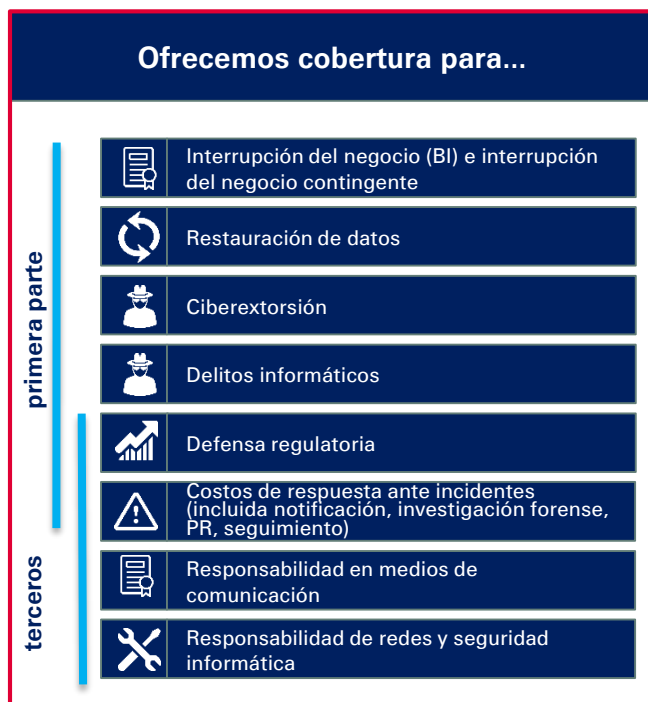 Ofrecemos cobertura para...
primera parte
Interrupción del negocio (BI) e interrupción
del negocio contingente
Restauración de datos
Ciberextorsión
Delitos informáticos
terceros
Defensa regulatoria
Costos de respuesta ante incidentes
(incluida notificación, investigación forense,
PR, seguimiento)
Responsabilidad en medios de
comunicación
Responsabilidad de redes y seguridad
informática